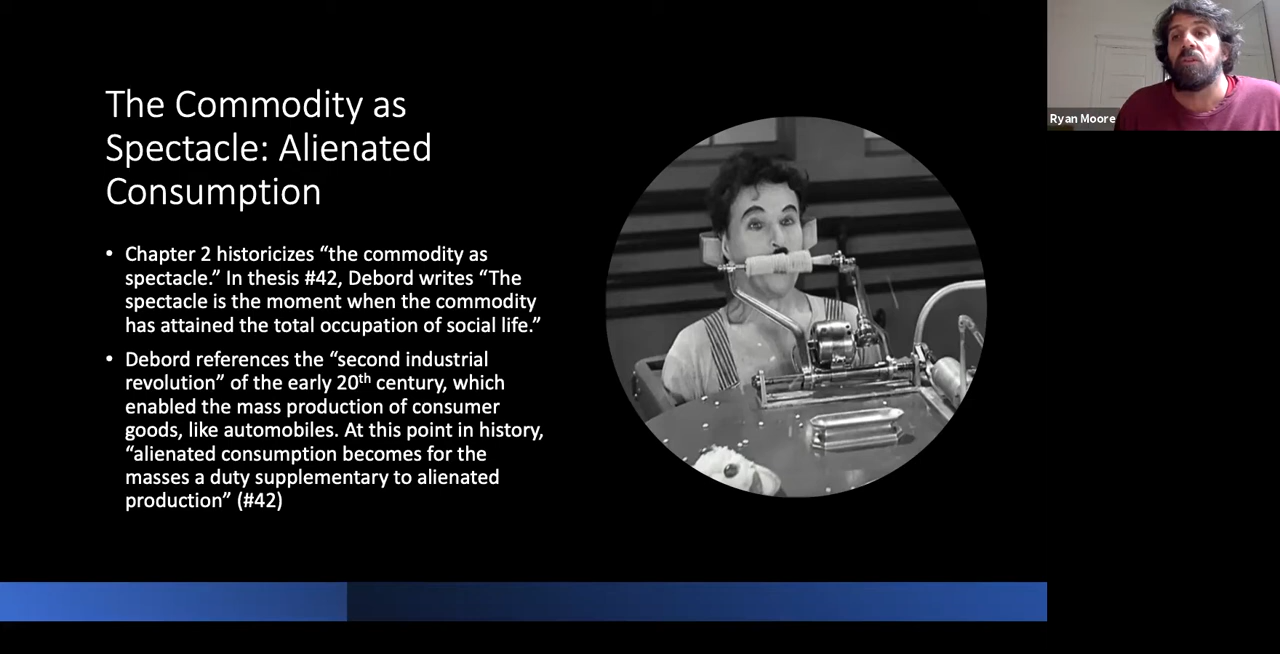 The Commodity as
Spectacle: Alienated
Consumption
• Chapter 2 historicizes “the commodity as
spectacle.” In thesis #42, Debord writes “The
spectacle is the moment when the commodity
has attained the total occupation of social life.”
• Debord references the “second industrial
revolution” of the early 20th century, which
enabled the mass production of consumer
goods, like automobiles. At this point in history,
“alienated consumption becomes for the
masses a duty supplementary to alienated
production” (#42)
Ryan Moore